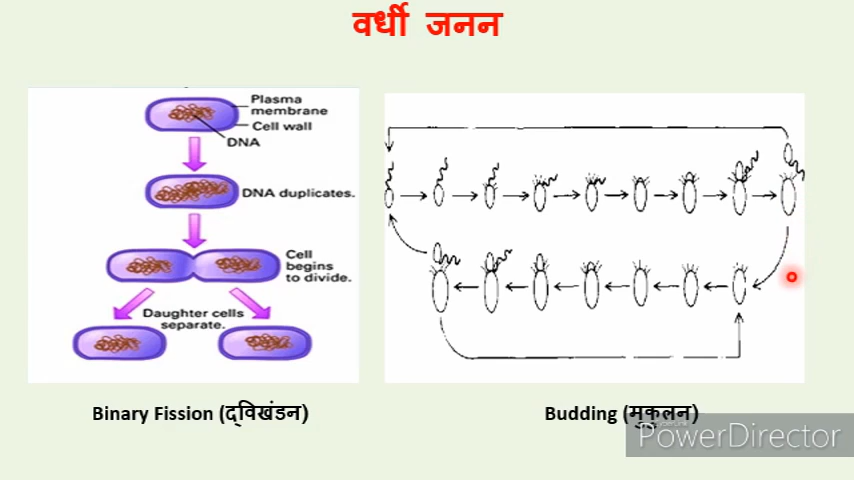 वर्धी जनन
Plasma
membrane
Cell wall
DNA
DNA duplicates.
Cell
begins
to divide.
Daughter cells
separate.
Binary Fission (द्विखंडन)
Budding (मुकुलन)
PowerDirector